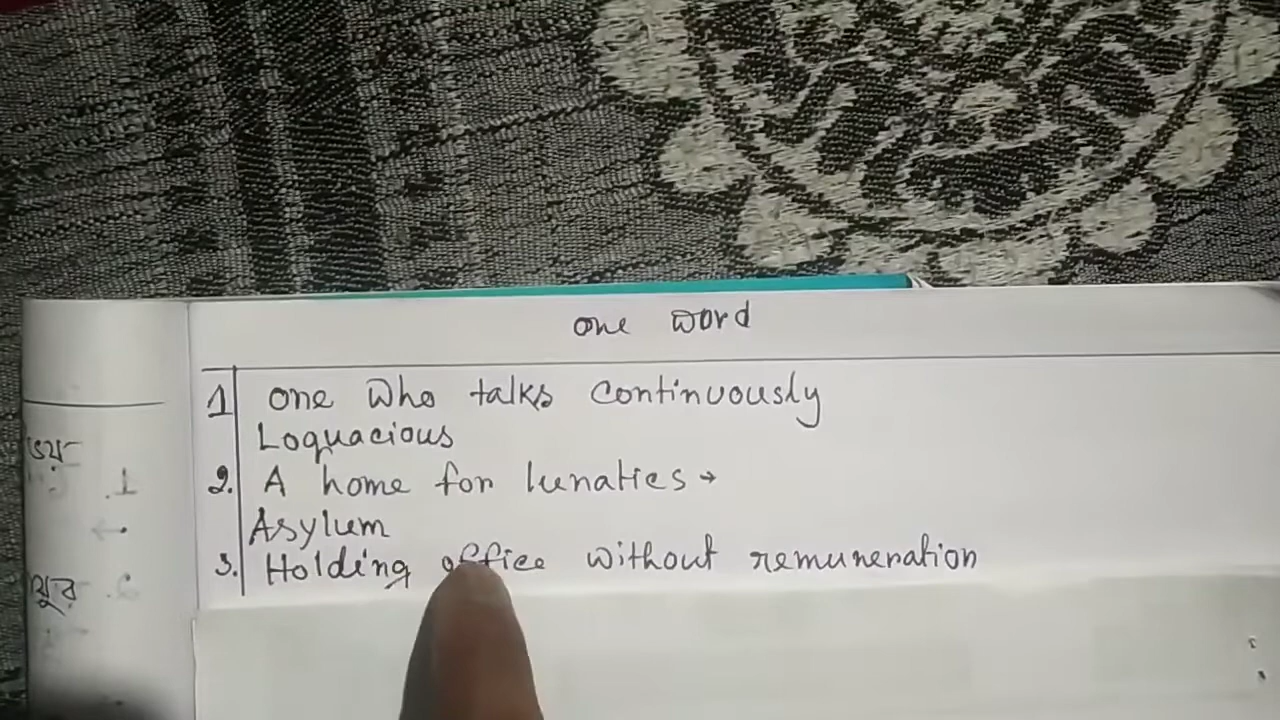 one word
1 one who talks continuously
Loquacious
2. A home for lunatics →
Asylum
3. Holding office without remuneration